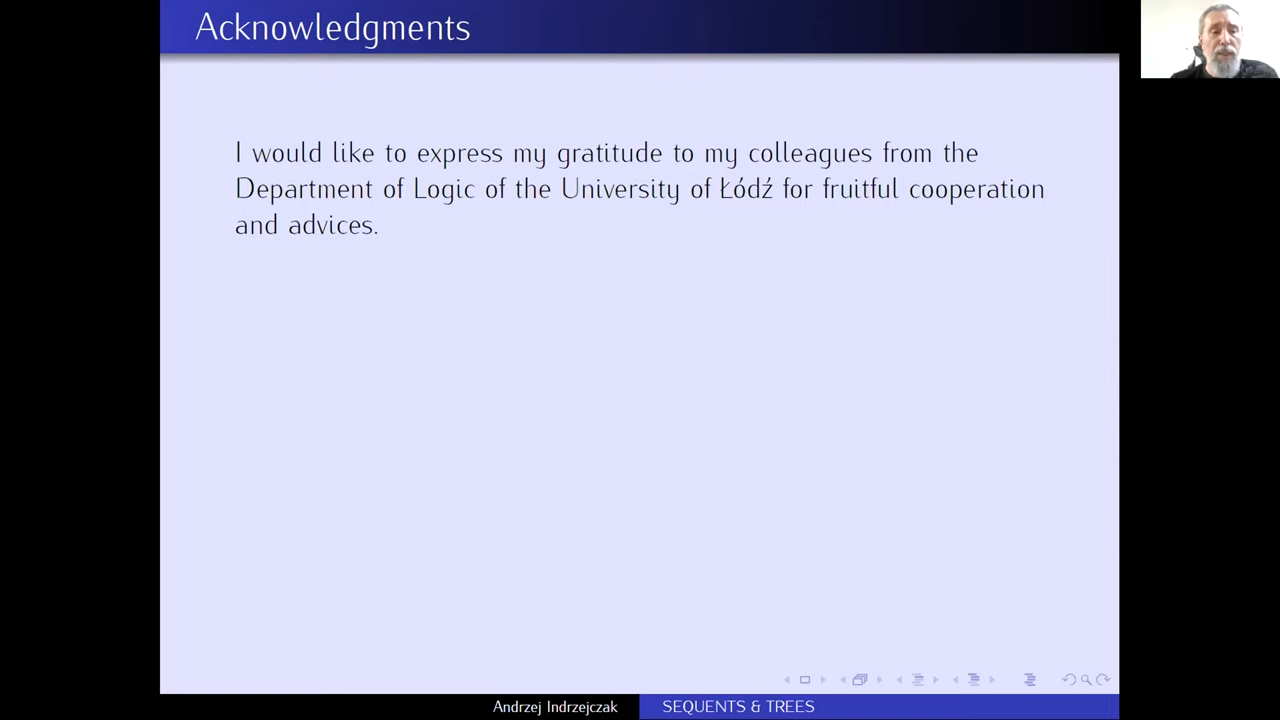 Acknowledgments
I would like to express my gratitude to my colleagues from the
Department of Logic of the University of Łódź for fruitful cooperation
and advices.
Andrzej Indrzejczak
SEQUENTS & TREES